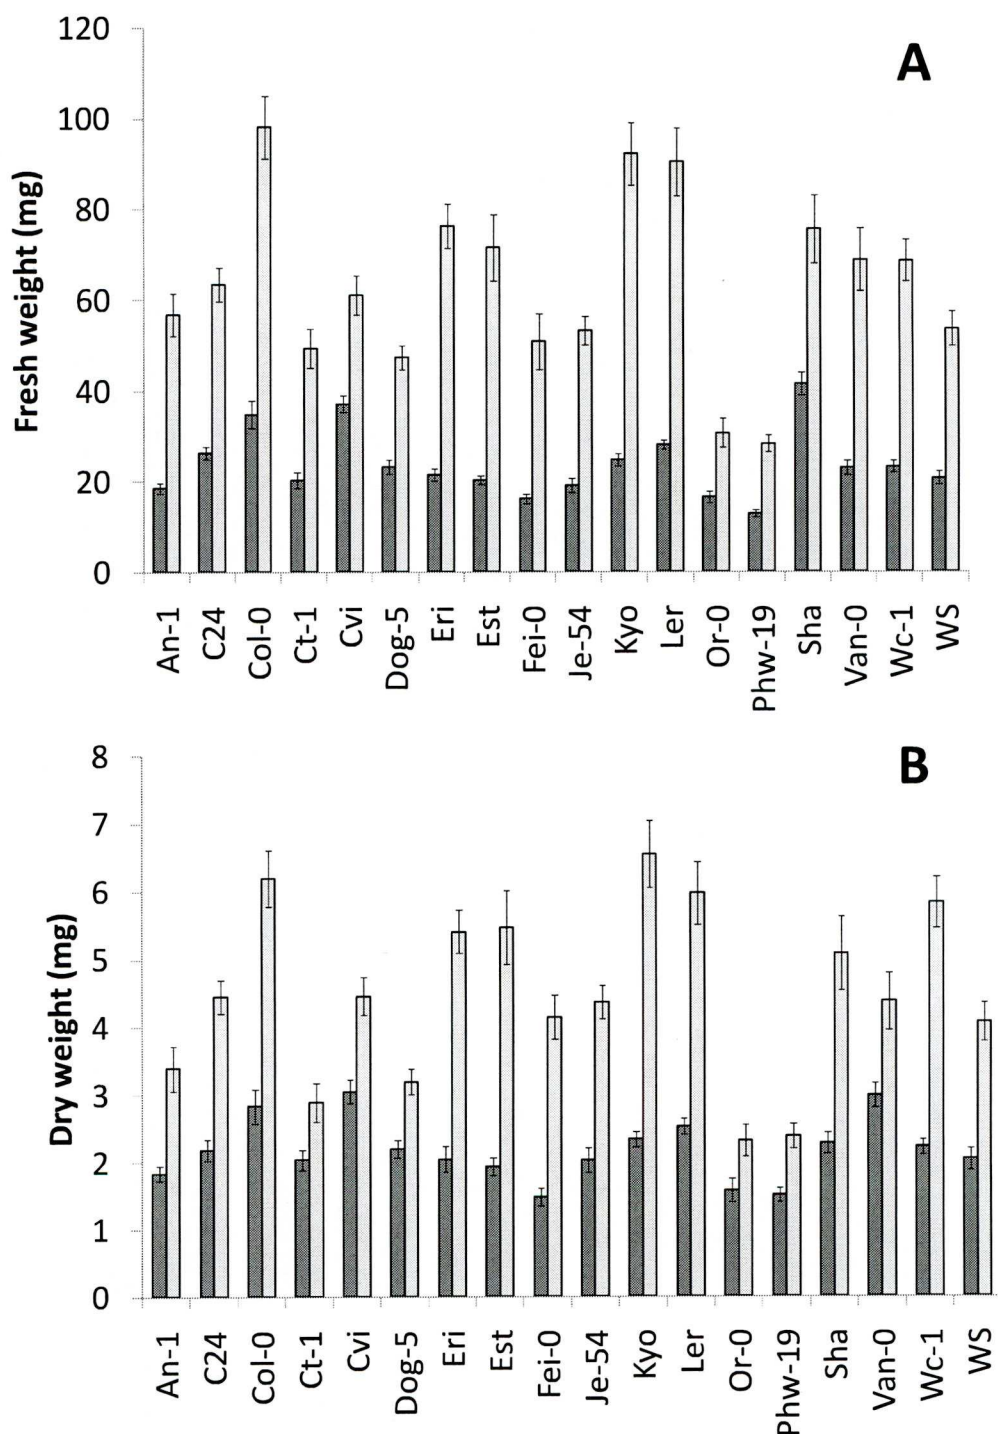 A
Fresh weight (mg)
120
100
80
60
40
20
0
An-1 C24 Col-0 Ct-1 Cvi Dog-5 Eri Est Fei-0 Je-54 Kyo Ler Or-0 Phw-19 Sha Van-0 Wc-1 WS
B
Dry weight (mg)
8
7
6
5
4
3
2
1
0
An-1 C24 Col-0 Ct-1 Cvi Dog-5 Eri Est Fei-0 Je-54 Kyo Ler Or-0 Phw-19 Sha Van-0 Wc-1 WS